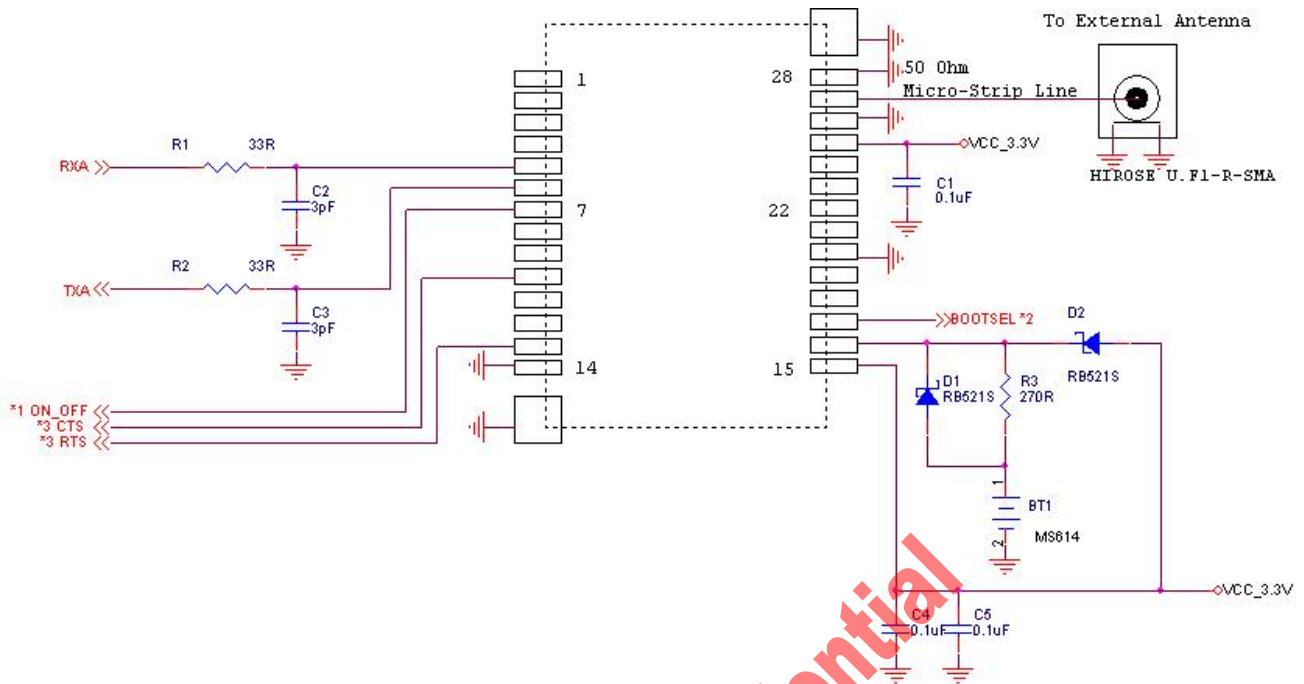 To External Antenna
1
28
50 Ohm
Micro-Strip Line
R1 33R
RXA
VCC_3.3V
HIROSE U.Fl-R-SMA
C2
3pF
C1
0.1uF
7
22
R2 33R
TXA
C3
3pF
BOOTSEL *2
D2
RB521S
14
15
D1
RB521S
R3
270R
*1 ON_OFF
*3 CTS
*3 RTS
1
BT1
2
MS614
VCC_3.3V
C4
0.1uF
C5
0.1uF